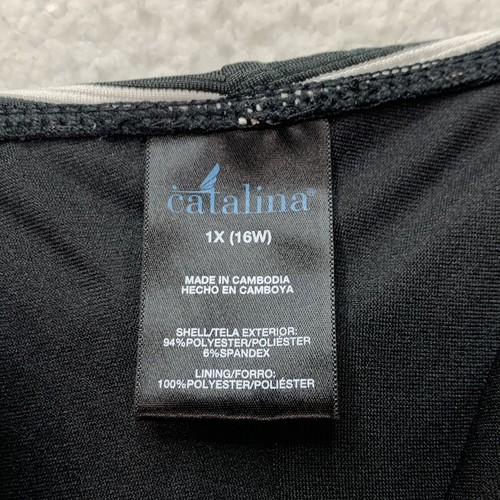 catalina®
1X (16W)
MADE IN CAMBODIA
HECHO EN CAMBOYA
SHELL/TELA EXTERIOR:
94%POLYESTER/POLIÉSTER
6%SPANDEX
LINING/FORRO:
100%POLYESTER/POLIÉSTER